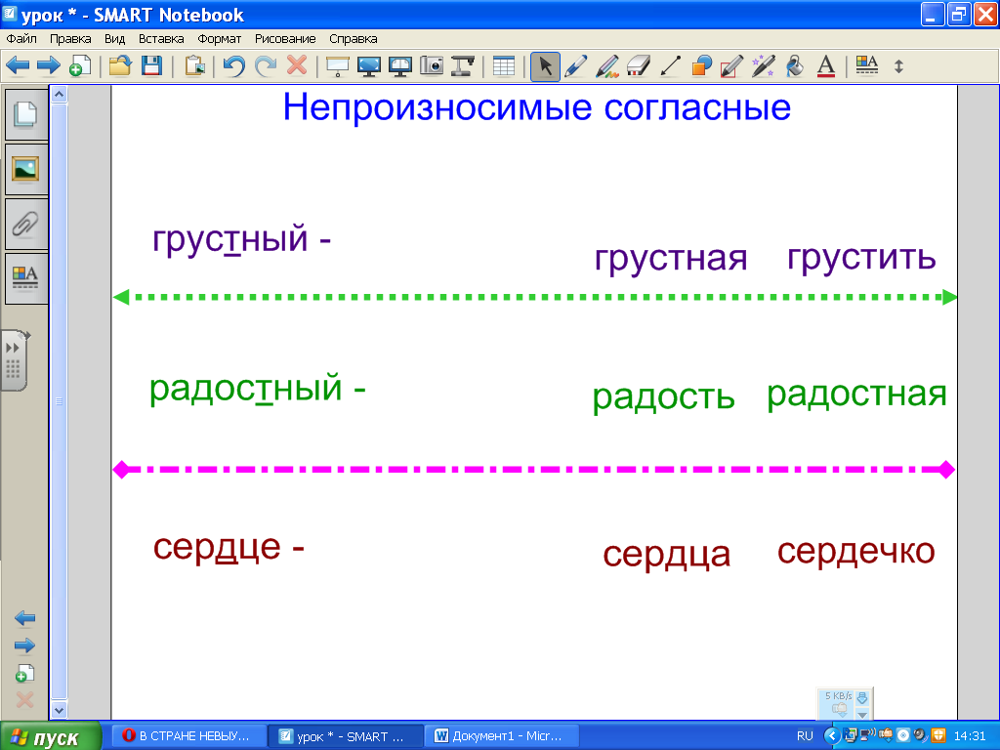 урок * - SMART Notebook
Файл Правка Вид Вставка Формат Рисование Справка
Непроизносимые согласные
грустный - грустная грустить
радостный - радость радостная
сердце - сердца сердечко
5 KB/s
пуск В СТРАНЕ НЕВЫУ... урок * - SMART ... Документ1 - Micr... RU 14:31